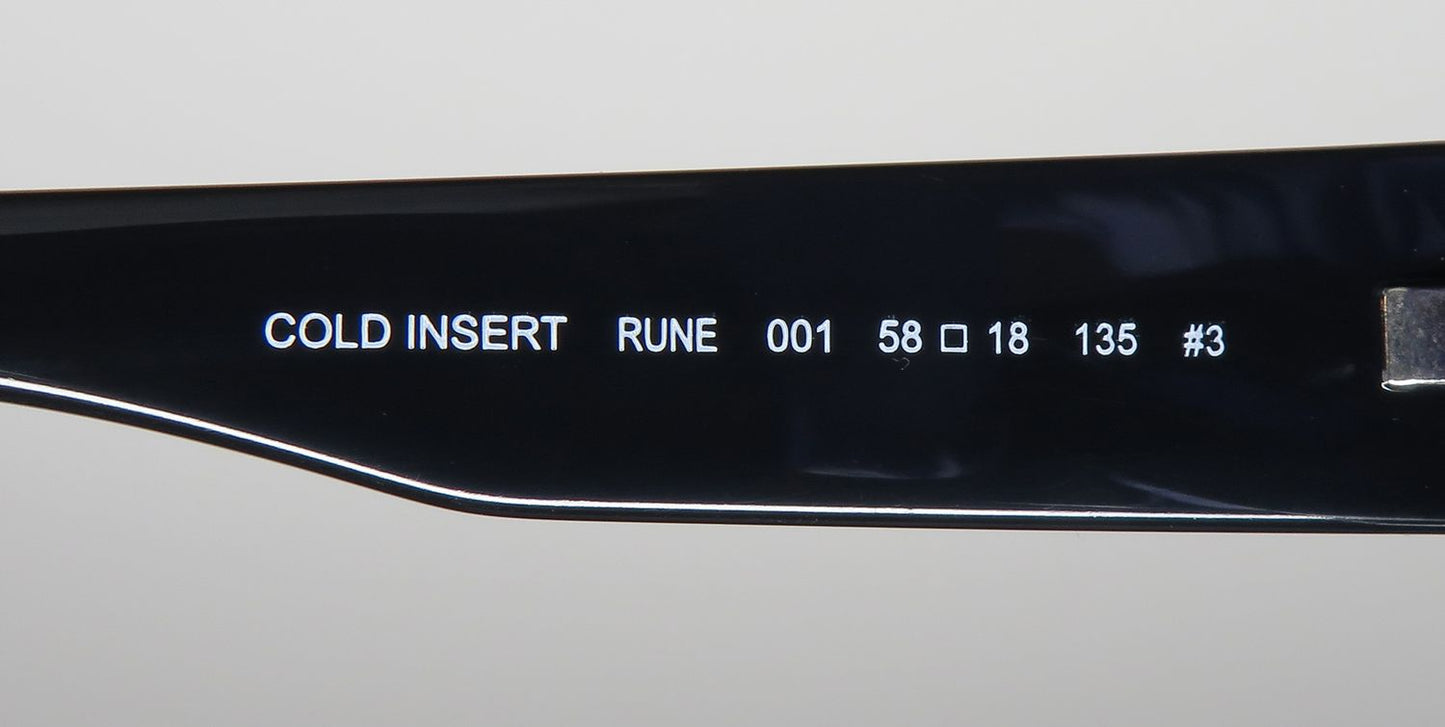 COLD INSERT RUNE 001 58 □ 18 135 #3